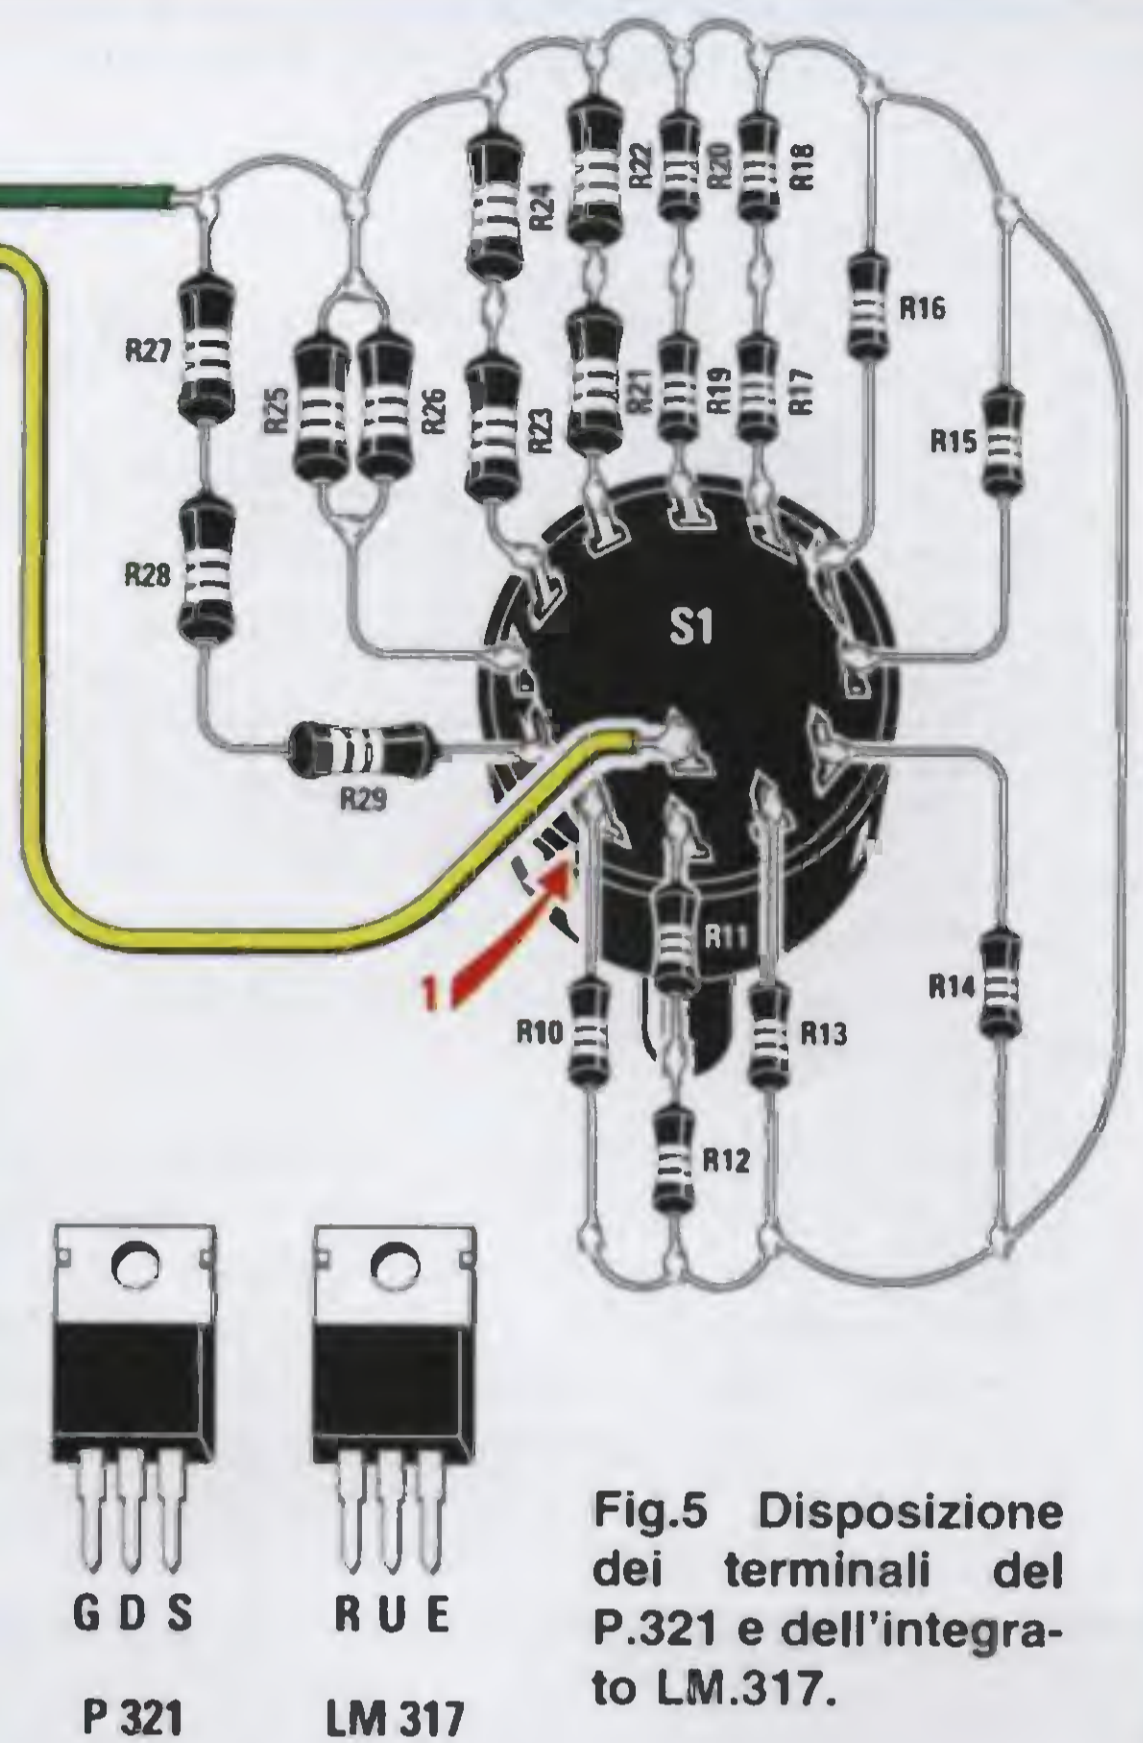 R22
R20
R18
R24
R16
R27
R25
R26
R23
R21
R19
R17
R15
R28
S1
R29
1
R11
R10
R13
R14
R12
G D S
P 321
R U E
LM 317
Fig.5 Disposizione
dei terminali del
P.321 e dell'integra-
to LM.317.